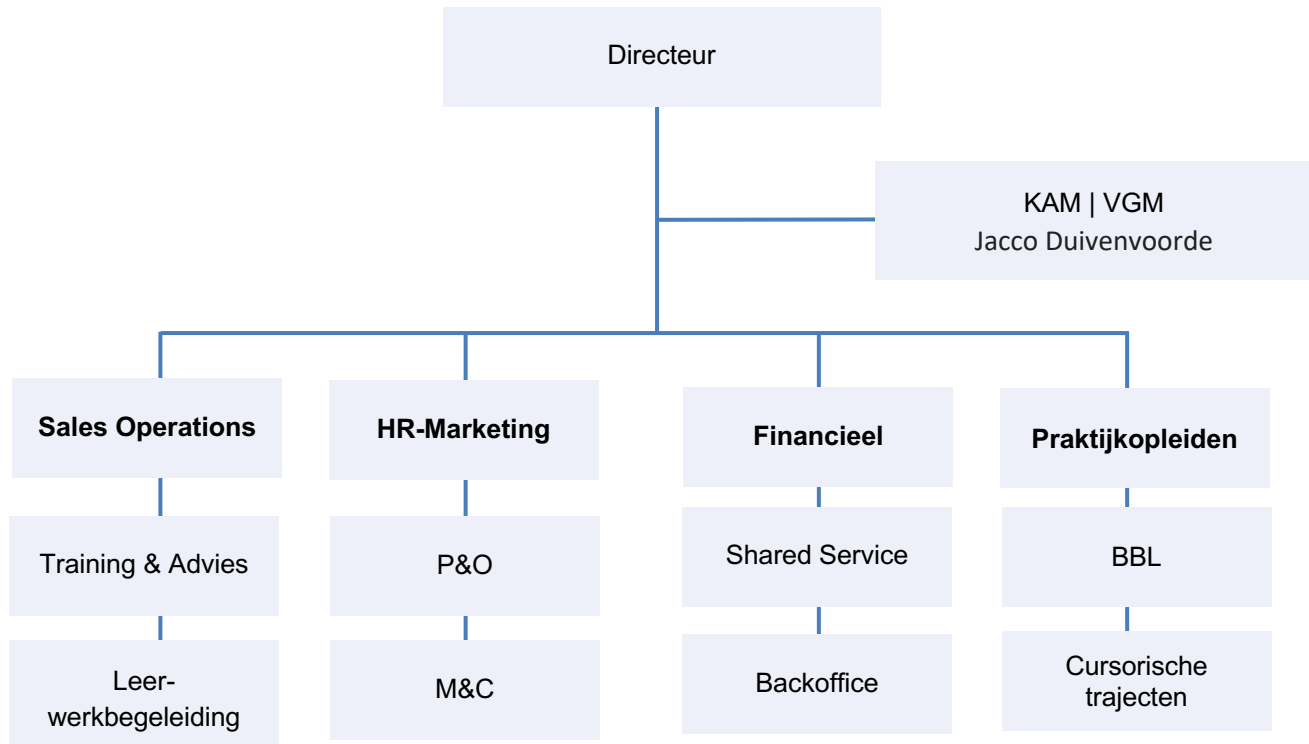 Directeur
KAM | VGM
Jacco Duivenvoorde
Sales Operations
HR-Marketing
Financieel
Praktijkopleiden
Training & Advies
P&O
Shared Service
BBL
Leer-
werkbegeleiding
M&C
Backoffice
Cursorische
trajecten